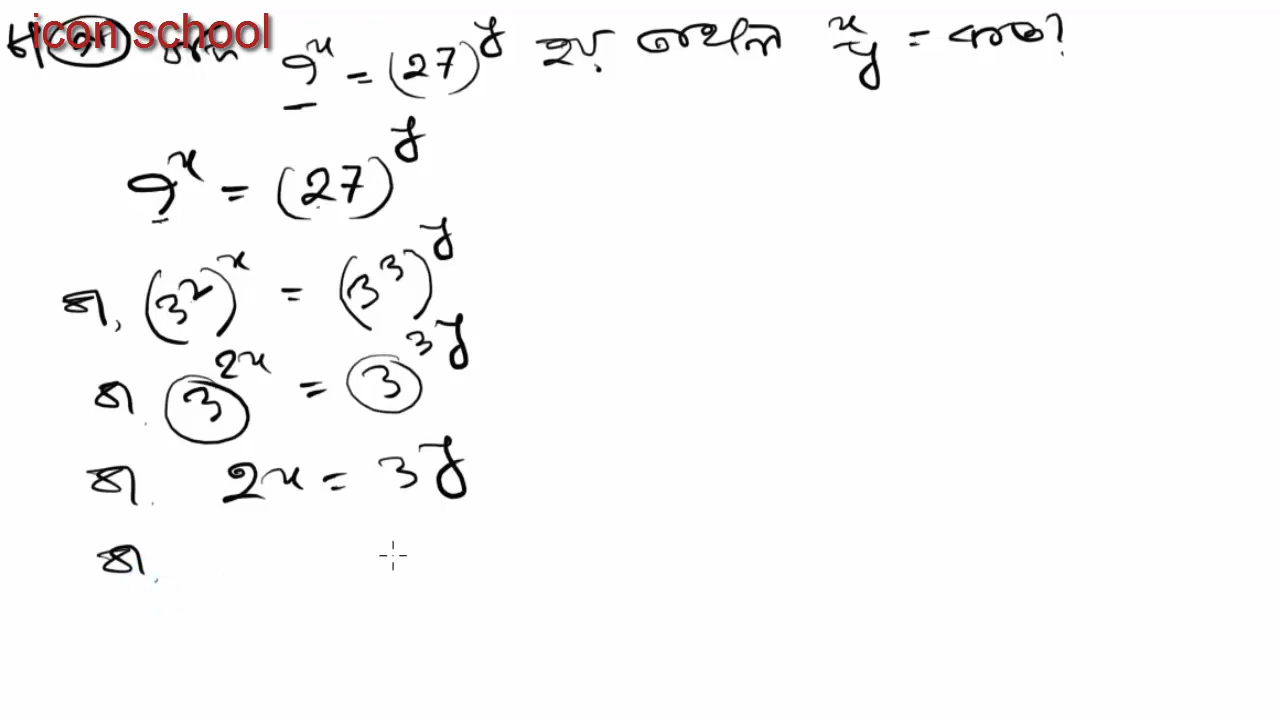 icon school
যদি 9^x = (27)^y হয়, তাহলে x/y = কত?
9^x = (27)^y
বা, (3^2)^x = (3^3)^y
বা, 3^2x = 3^3y
বা, 2x = 3y
বা,